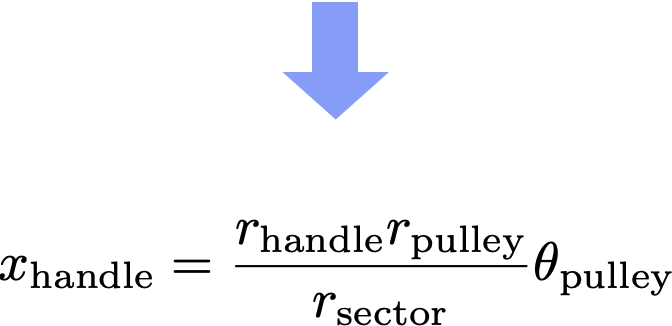 x_handle = (r_handle r_pulley / r_sector) θ_pulley